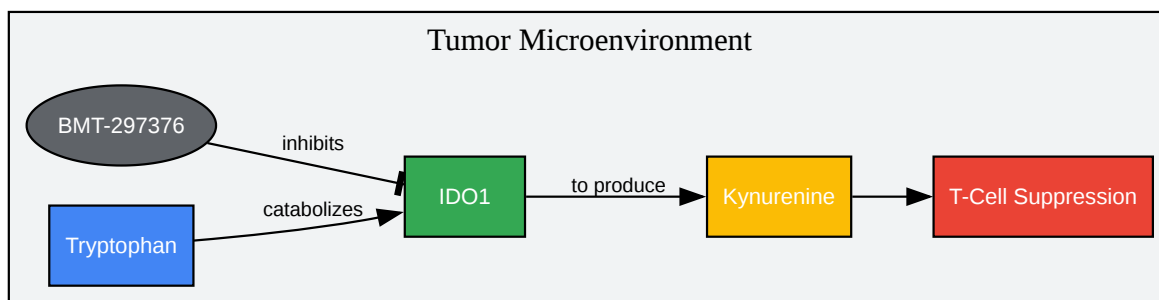 Tumor Microenvironment
BMT-297376
inhibits
IDO1
to produce
Kynurenine
T-Cell Suppression
catabolizes
Tryptophan